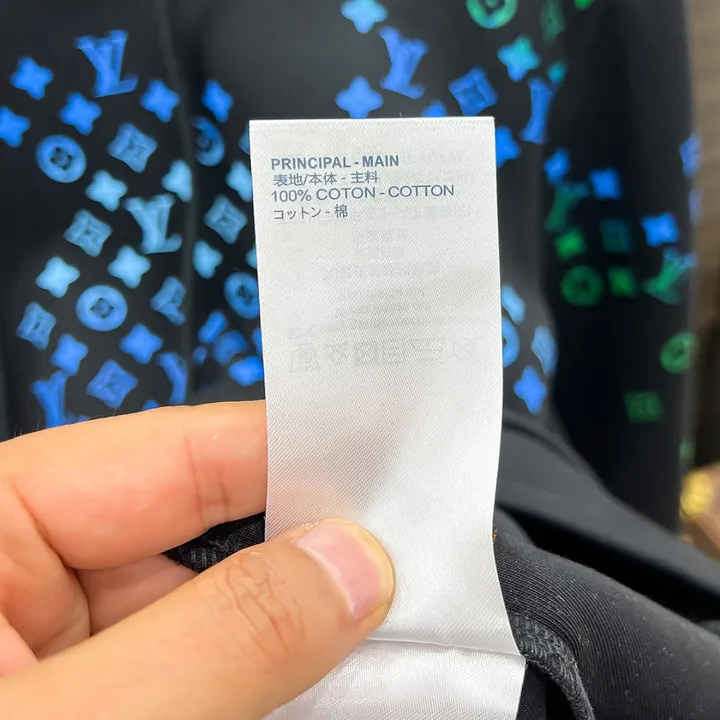 PRINCIPAL - MAIN
表地/本体 - 主料
100% COTON - COTTON
コットン - 棉